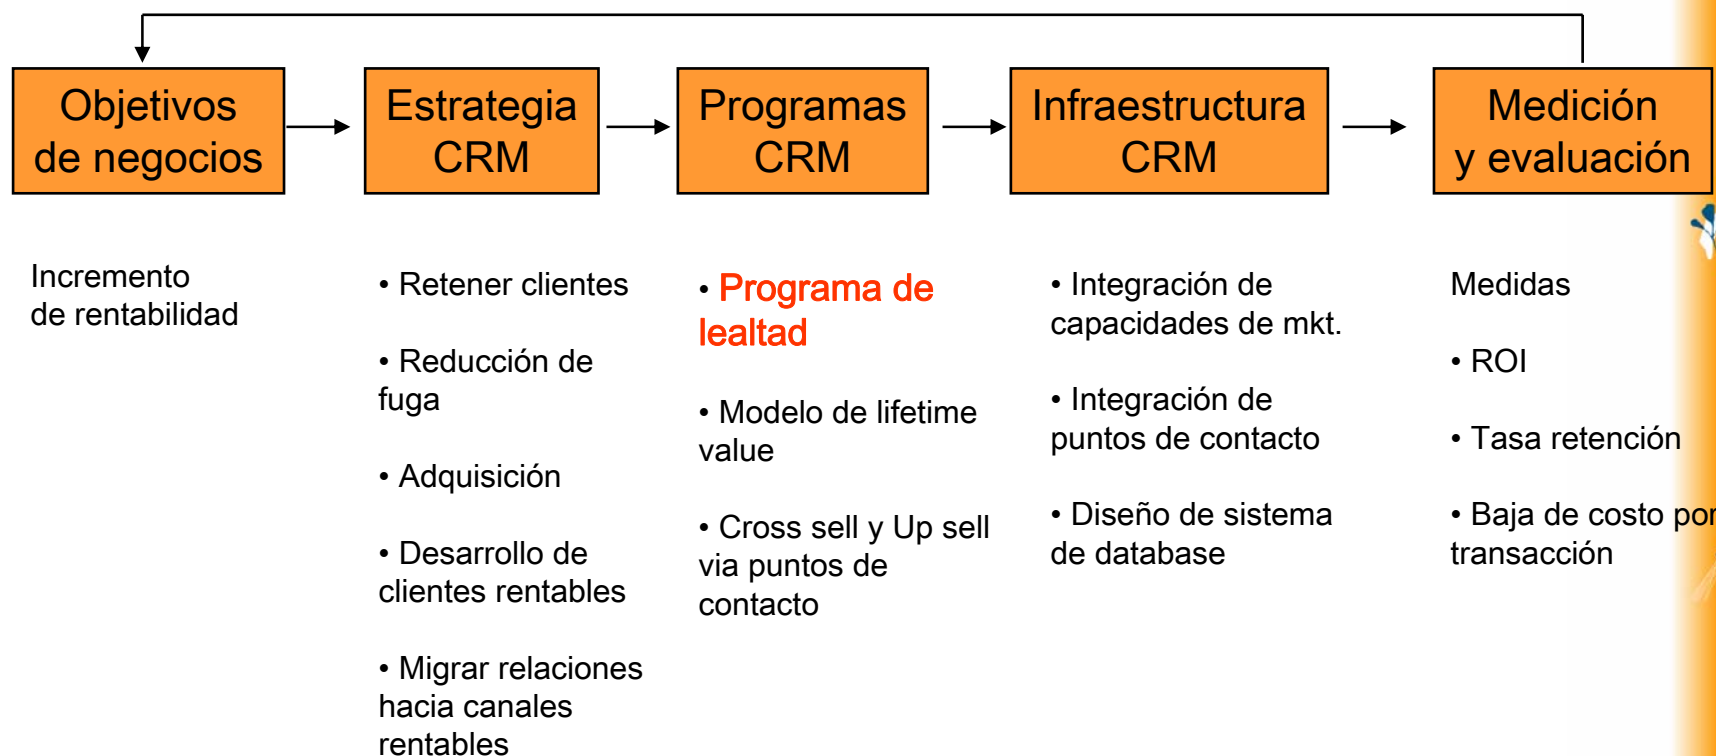 Objetivos
de negocios
Estrategia
CRM
Programas
CRM
Infraestructura
CRM
Medición
y evaluación
Incremento
de rentabilidad
• Retener clientes
• Reducción de
fuga
• Adquisición
• Desarrollo de
clientes rentables
• Migrar relaciones
hacia canales
rentables
• Programa de
lealtad
• Modelo de lifetime
value
• Cross sell y Up sell
via puntos de
contacto
• Integración de
capacidades de mkt.
• Integración de
puntos de contacto
• Diseño de sistema
de database
Medidas
• ROI
• Tasa retención
• Baja de costo por
transacción